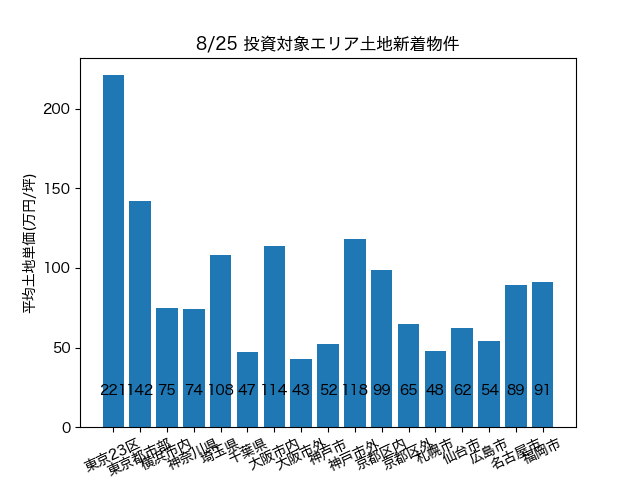 8/25 投資対象エリア土地新着物件
平均土地単価(万円/坪)
200
150
100
50
0
221 142 75 74 108 47 114 43 52 118 99 65 48 62 54 89 91
東京23区
東京都市部
横浜市内
神奈川県
埼玉県
千葉県
大阪市内
大阪市外
神戸市
神戸市外
京都区内
京都区外
札幌市
仙台市
広島市
名古屋市
福岡市